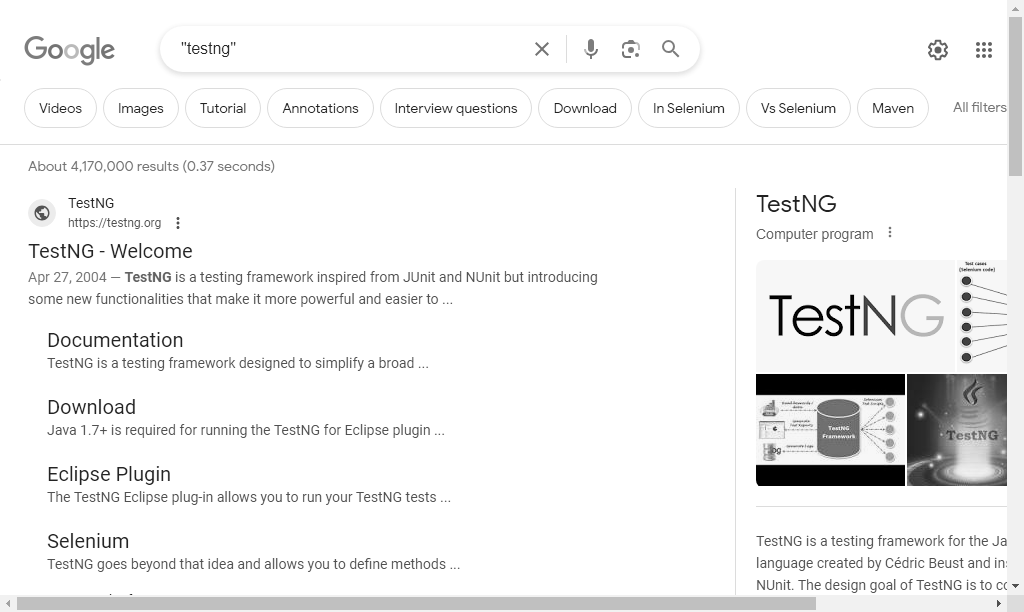 Google
"testng"
Videos
Images
Tutorial
Annotations
Interview questions
Download
In Selenium
Vs Selenium
Maven
All filters
About 4,170,000 results (0.37 seconds)
TestNG
https://testng.org
TestNG - Welcome
Apr 27, 2004 — TestNG is a testing framework inspired from JUnit and NUnit but introducing
some new functionalities that make it more powerful and easier to ...
Documentation
TestNG is a testing framework designed to simplify a broad ...
Download
Java 1.7+ is required for running the TestNG for Eclipse plugin ...
Eclipse Plugin
The TestNG Eclipse plug-in allows you to run your TestNG tests ...
Selenium
TestNG goes beyond that idea and allows you to define methods ...
TestNG
Computer program
TestNG
Test cases
(Selenium code)
TestNG
Framework
TestNG
TestNG is a testing framework for the Ja
language created by Cédric Beust and ins
NUnit. The design goal of TestNG is to co